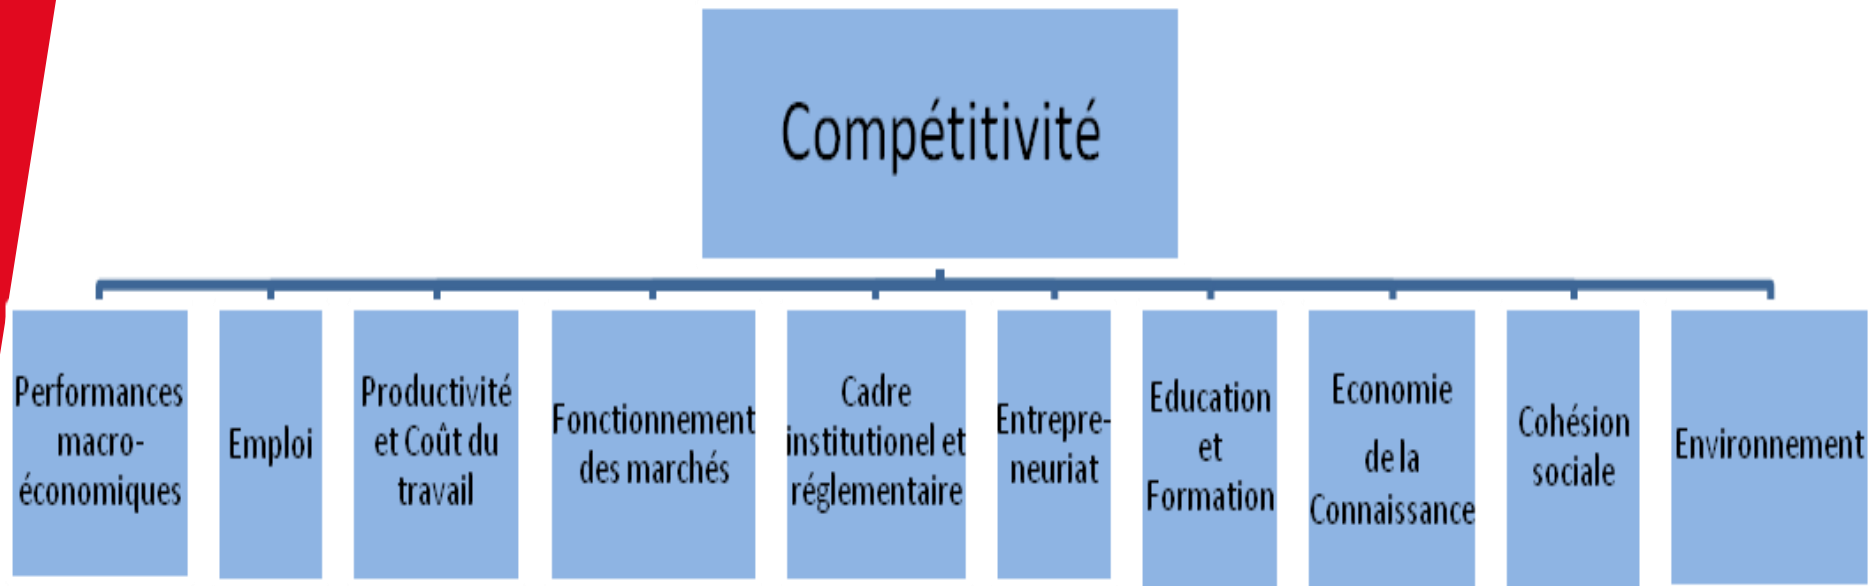 Compétitivité
Performances
macro-
économiques
Emploi
Productivité
et Coût du
travail
Fonctionnement
des marchés
Cadre
institutionel et
réglementaire
Entrepre-
neuriat
Education
et
Formation
Economie
de la
Connaissance
Cohésion
sociale
Environnement